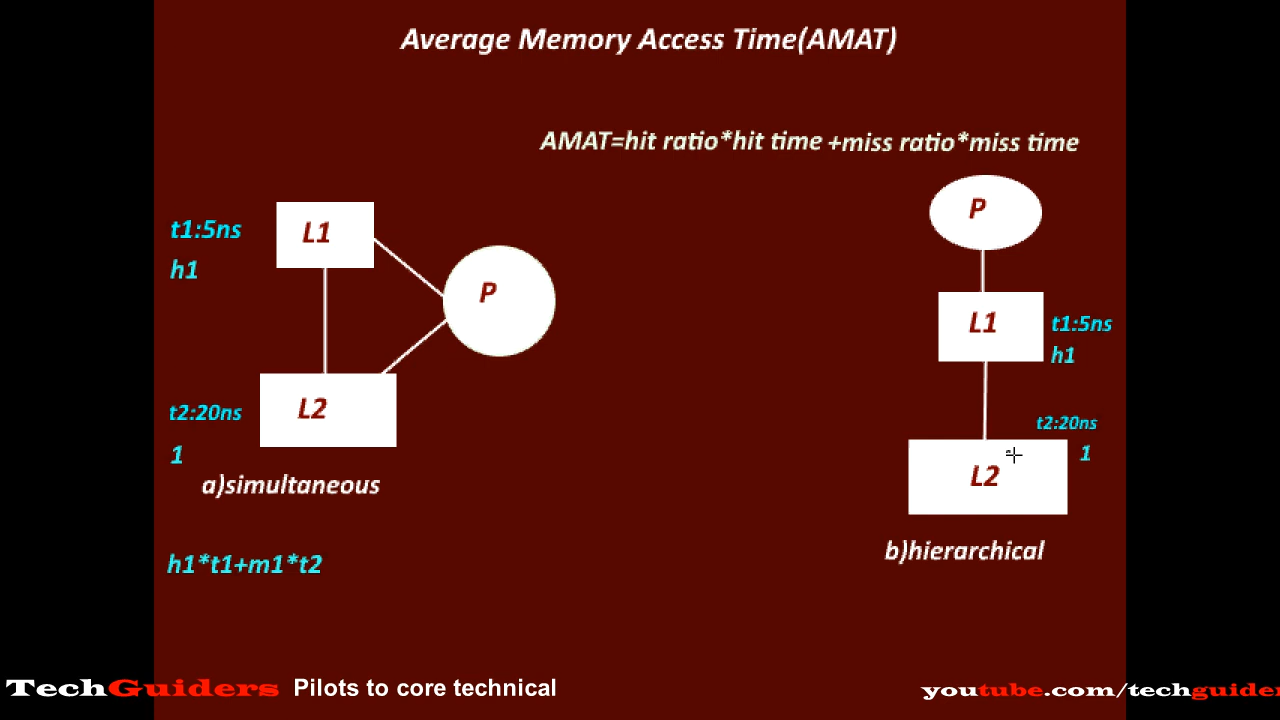 Average Memory Access Time(AMAT)
AMAT=hit ratio*hit time +miss ratio*miss time
t1:5ns
h1
L1
P
L2
t2:20ns
1
a)simultaneous
h1*t1+m1*t2
P
L1
t1:5ns
h1
t2:20ns
1
L2
b)hierarchical
TechGuiders Pilots to core technical
youtube.com/techguider